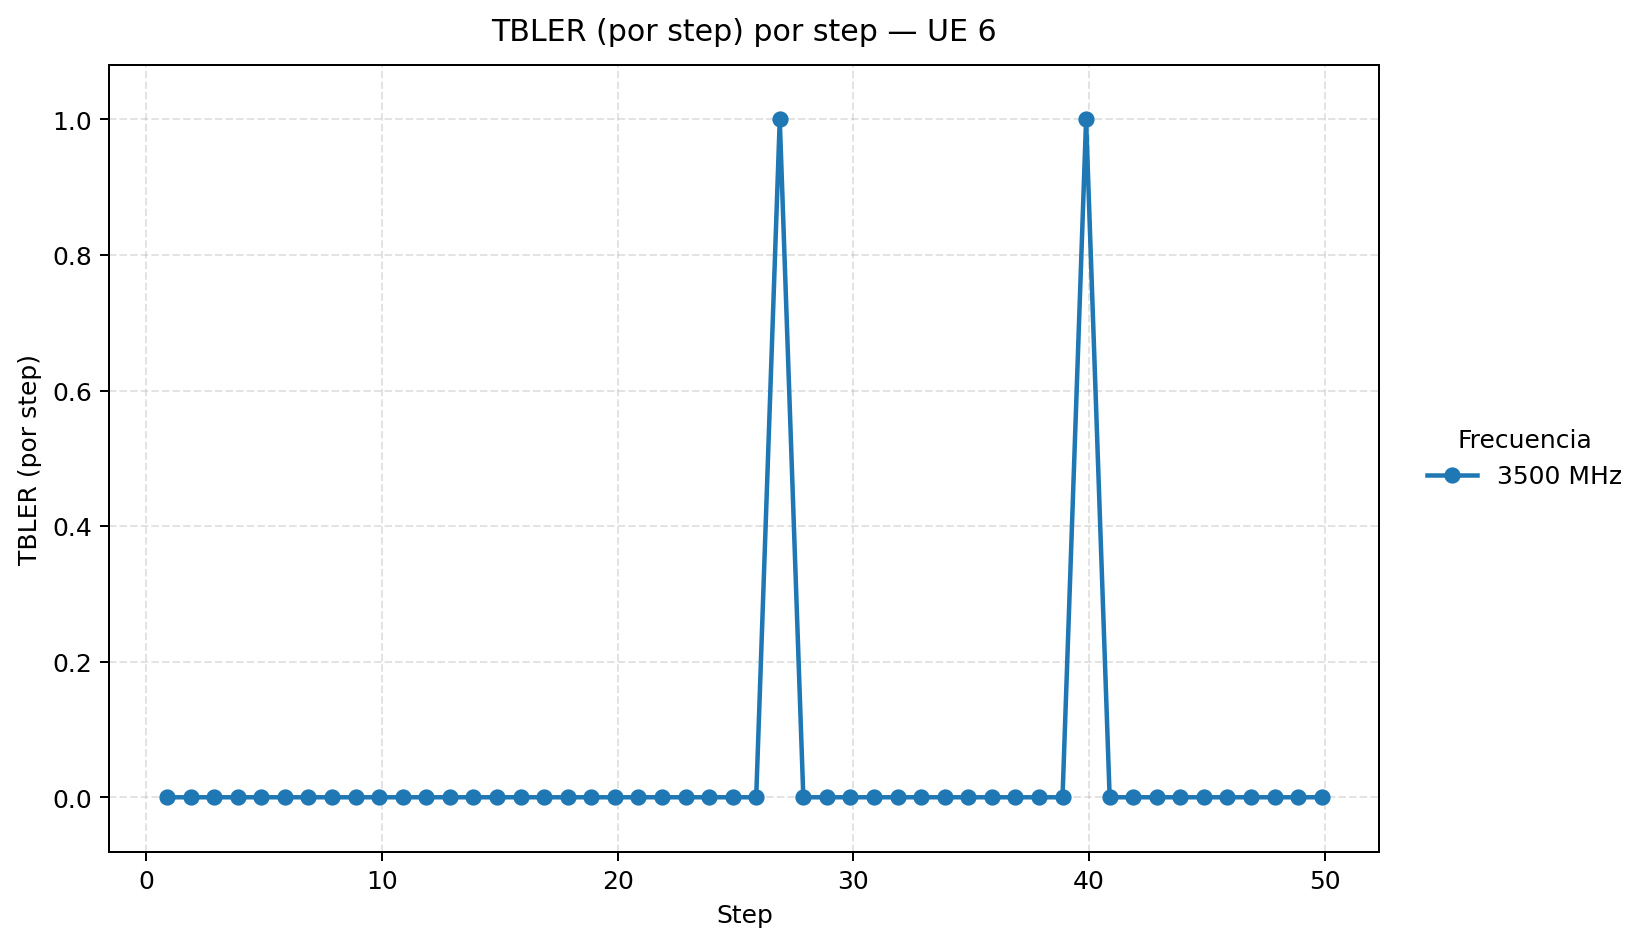 TBLER (por step) por step — UE 6
TBLER (por step)
1.0
0.8
0.6
0.4
0.2
0.0
0 10 20 30 40 50
Step
Frecuencia
3500 MHz